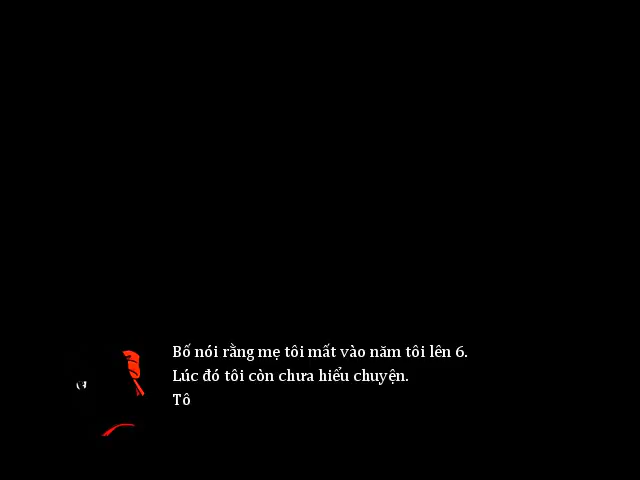 Bố nói rằng mẹ tôi mất vào năm tôi lên 6.
Lúc đó tôi còn chưa hiểu chuyện.
Tô